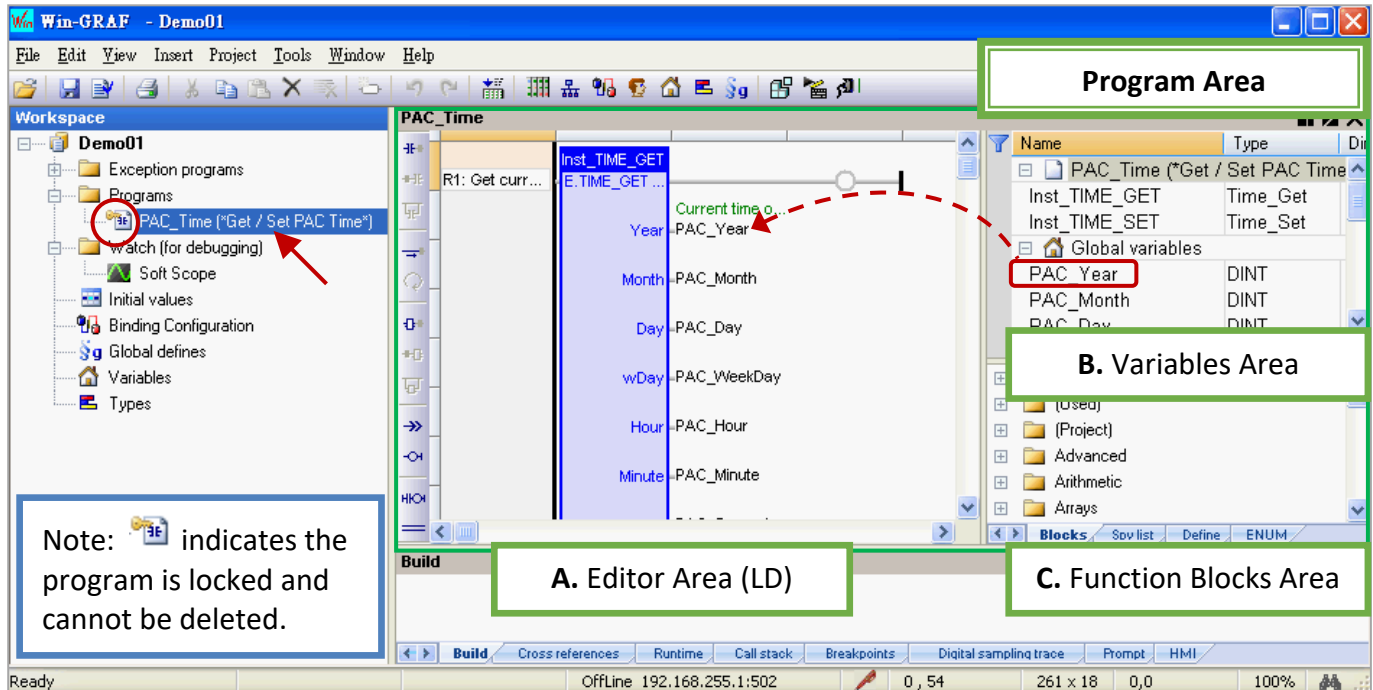 Win-GRAF - Demo01
File Edit View Insert Project Tools Window Help
Program Area
Workspace
Demo01
Exception programs
Programs
PAC_Time (*Get / Set PAC Time*)
Watch (for debugging)
Soft Scope
Initial values
Binding Configuration
Global defines
Variables
Types
Note: indicates the
program is locked and
cannot be deleted.
PAC_Time
R1: Get curr...
Inst_TIME_GET
E.TIME_GET ...
Current time o...
Year PAC_Year
Month PAC_Month
Day PAC_Day
wDay PAC_WeekDay
Hour PAC_Hour
Minute PAC_Minute
A. Editor Area (LD)
Name Type
PAC_Time (*Get / Set PAC Time
Inst_TIME_GET Time_Get
Inst_TIME_SET Time_Set
Global variables
PAC_Year DINT
PAC_Month DINT
PAC_Day DINT
B. Variables Area
(Used)
(Project)
Advanced
Arithmetic
Arrays
Blocks Spy list Define ENUM
C. Function Blocks Area
Build
Build Cross references Runtime Call stack Breakpoints Digital sampling trace Prompt HMI
Ready OffLine 192.168.255.1:502 0 , 54 261 x 18 0,0 100%